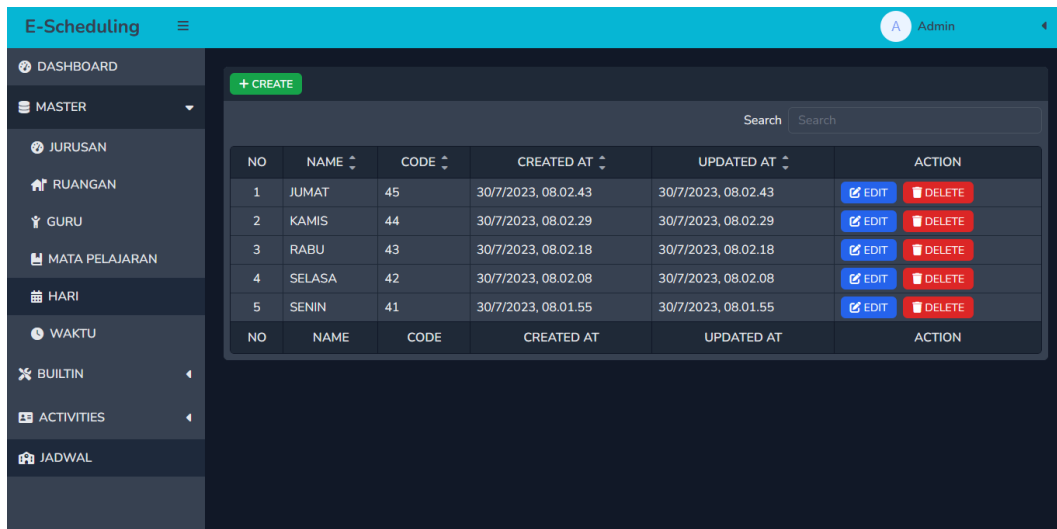 E-Scheduling
A Admin
DASHBOARD
MASTER
JURUSAN
RUANGAN
GURU
MATA PELAJARAN
HARI
WAKTU
BUILTIN
ACTIVITIES
JADWAL
+ CREATE
Search Search
NO NAME CODE CREATED AT UPDATED AT ACTION
1 JUMAT 45 30/7/2023, 08.02.43 30/7/2023, 08.02.43 EDIT DELETE
2 KAMIS 44 30/7/2023, 08.02.29 30/7/2023, 08.02.29 EDIT DELETE
3 RABU 43 30/7/2023, 08.02.18 30/7/2023, 08.02.18 EDIT DELETE
4 SELASA 42 30/7/2023, 08.02.08 30/7/2023, 08.02.08 EDIT DELETE
5 SENIN 41 30/7/2023, 08.01.55 30/7/2023, 08.01.55 EDIT DELETE
NO NAME CODE CREATED AT UPDATED AT ACTION